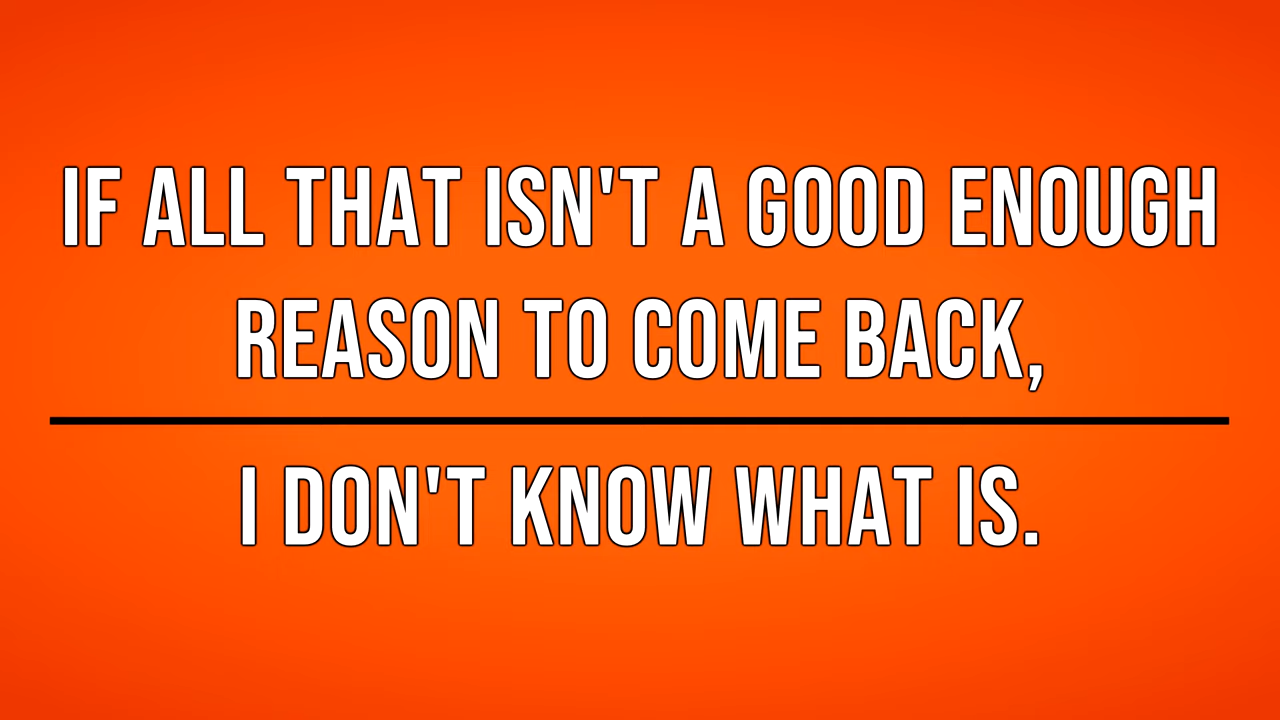 IF ALL THAT ISN'T A GOOD ENOUGH
REASON TO COME BACK,
I DON'T KNOW WHAT IS.